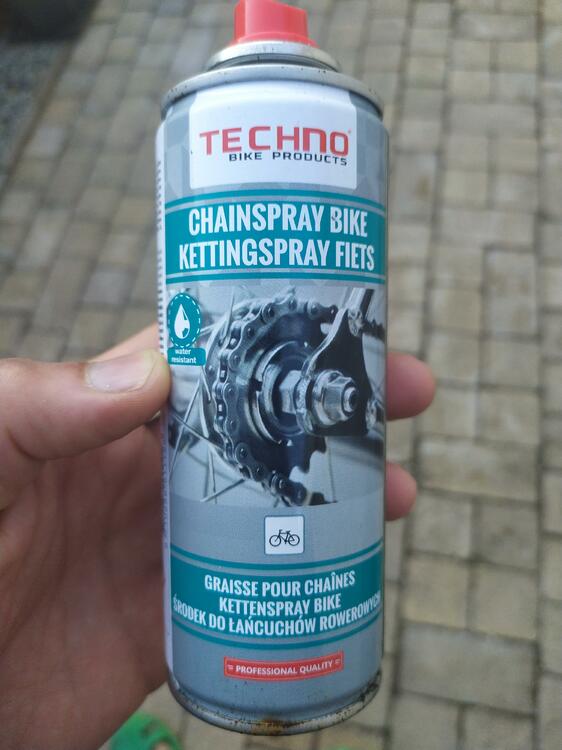 TECHNO
BIKE PRODUCTS
CHAINSPRAY BIKE
KETTINGSPRAY FIETS
water
resistant
GRAISSE POUR CHAÎNES
KETTENSPRAY BIKE
ŚRODEK DO ŁAŃCUCHÓW ROWEROWYCH
PROFESSIONAL QUALITY